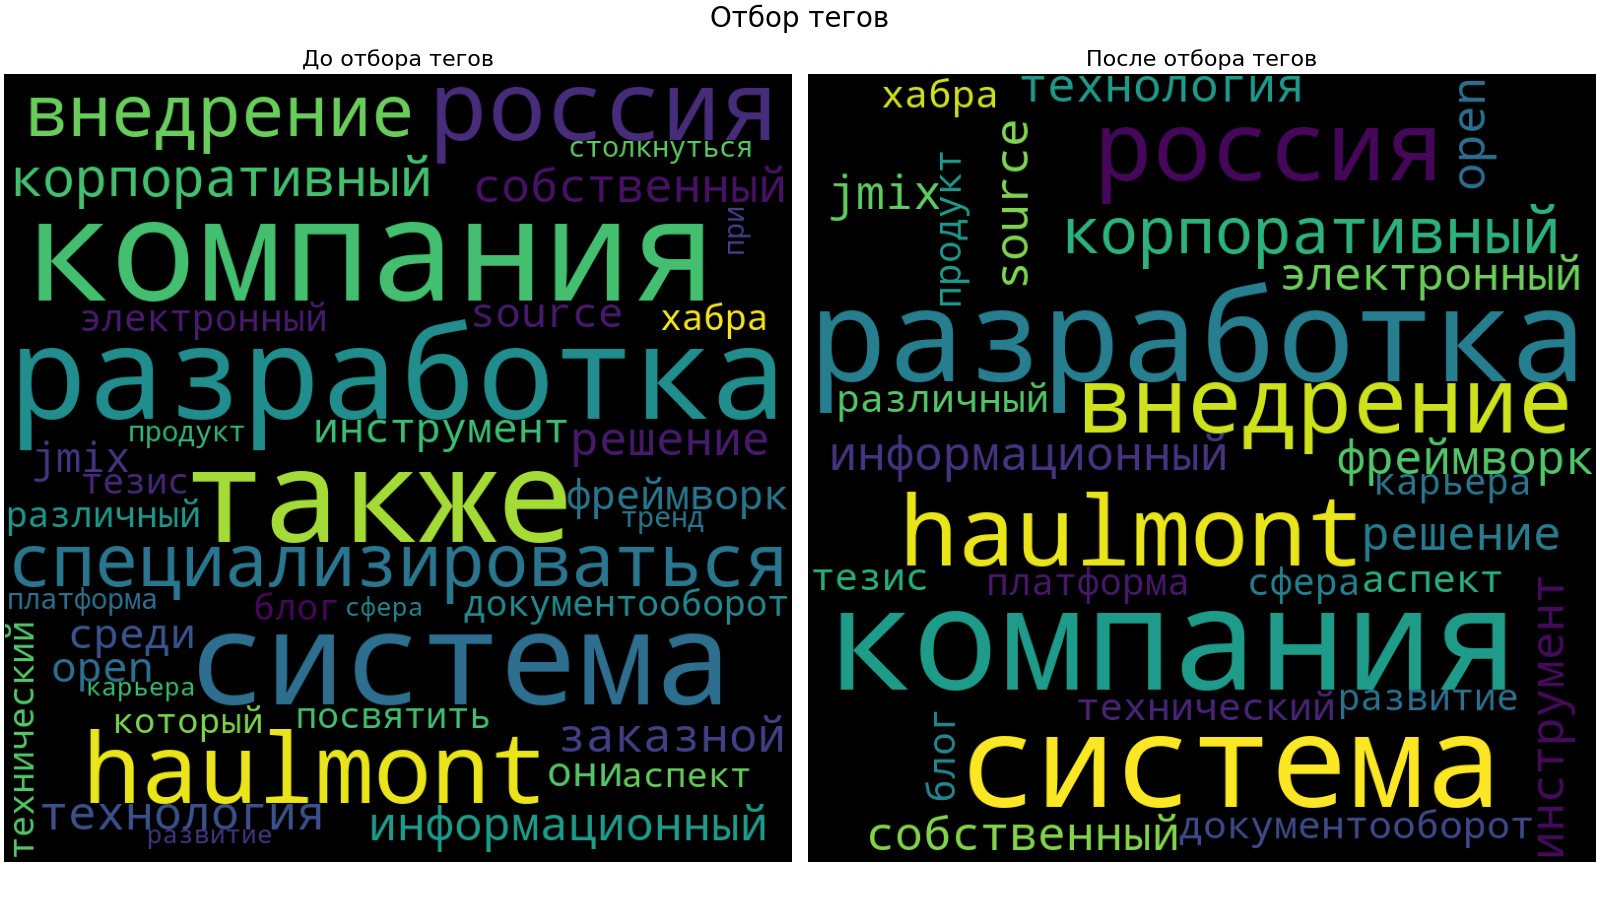 Отбор тегов
До отбора тегов
внедрение
россия
столкнуться
корпоративный
собственный
при
компания
электронный
source
хабра
разработка
продукт
инструмент
решение
jmix
тезис
также
фреймворк
различный
тренд
специализироваться
платформа
блог
сфера
документооборот
технический
среди
система
open
карьера
который
посвятить
заказной
haulmont
они
аспект
технология
развитие
информационный
После отбора тегов
хабра
технология
open
source
россия
jmix
продукт
корпоративный
электронный
разработка
различный
внедрение
информационный
фреймворк
карьера
haulmont
решение
тезис
платформа
сфера
аспект
компания
инструмент
технический
развитие
блог
система
собственный
документооборот